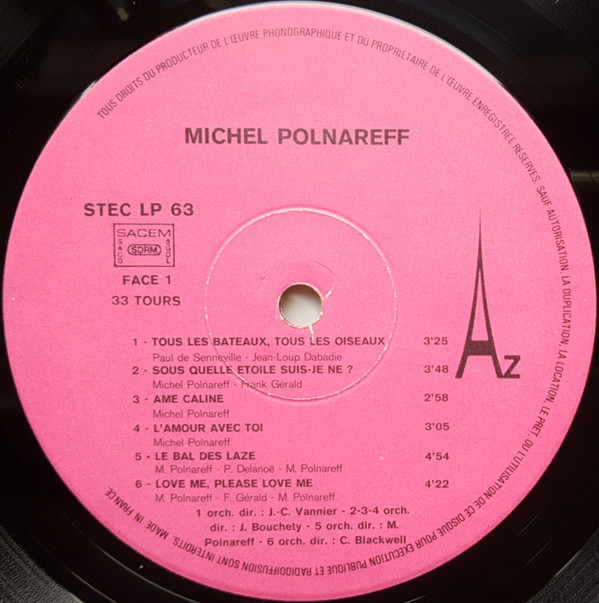 TOUS DROITS DU PRODUCTEUR DE L'ŒUVRE PHONOGRAPHIQUE ET DU PROPRIETAIRE DE L'ŒUVRE ENREGISTREE RESERVES. SAUF AUTORISATION, LA DUPLICATION, LA LOCATION, LE PRET, OU L'UTILISATION DE CE DISQUE POUR EXECUTION PUBLIQUE ET RADIODIFFUSION SONT INTERDITS. MADE IN FRANCE.
MICHEL POLNAREFF
STEC LP 63
SACEM
SACD SDRM SGDL
FACE 1
33 TOURS
AZ
1 - TOUS LES BATEAUX, TOUS LES OISEAUX 3'25
Paul de Senneville - Jean-Loup Dabadie
2 - SOUS QUELLE ETOILE SUIS-JE NE ? 3'48
Michel Polnareff - Frank Gérald
3 - AME CALINE 2'58
Michel Polnareff
4 - L'AMOUR AVEC TOI 3'05
Michel Polnareff
5 - LE BAL DES LAZE 4'54
M. Polnareff - P. Delanoë - M. Polnareff
6 - LOVE ME, PLEASE LOVE ME 4'22
M. Polnareff - F. Gérald - M. Polnareff
1 orch. dir. : J.-C. Vannier - 2-3-4 orch.
dir. : J. Bouchety - 5 orch. dir. : M.
Polnareff - 6 orch. dir. : C. Blackwell